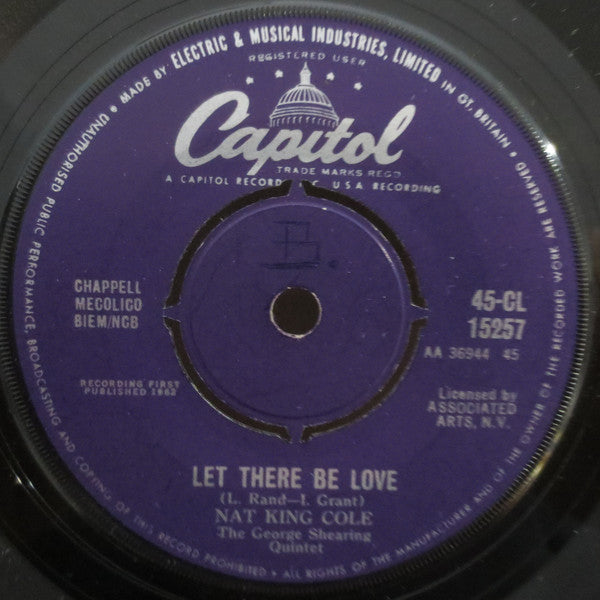 MADE BY ELECTRIC & MUSICAL INDUSTRIES, LIMITED IN GT. BRITAIN • ALL RIGHTS OF THE MANUFACTURER AND OF THE OWNER OF THE RECORDED WORK ARE RESERVED
UNAUTHORISED PUBLIC PERFORMANCE, BROADCASTING AND COPYING OF THIS RECORD PROHIBITED •
REGISTERED USER
Capitol
TRADE MARKS REGD
A CAPITOL RECORDS U.S.A RECORDING
B.
CHAPPELL
MECOLICO
BIEM/NCB
45-CL
15257
AA 36944 45
RECORDING FIRST
PUBLISHED 1962
Licensed by
ASSOCIATED
ARTS, N.V.
LET THERE BE LOVE
(L. Rand—I. Grant)
NAT KING COLE
The George Shearing
Quintet